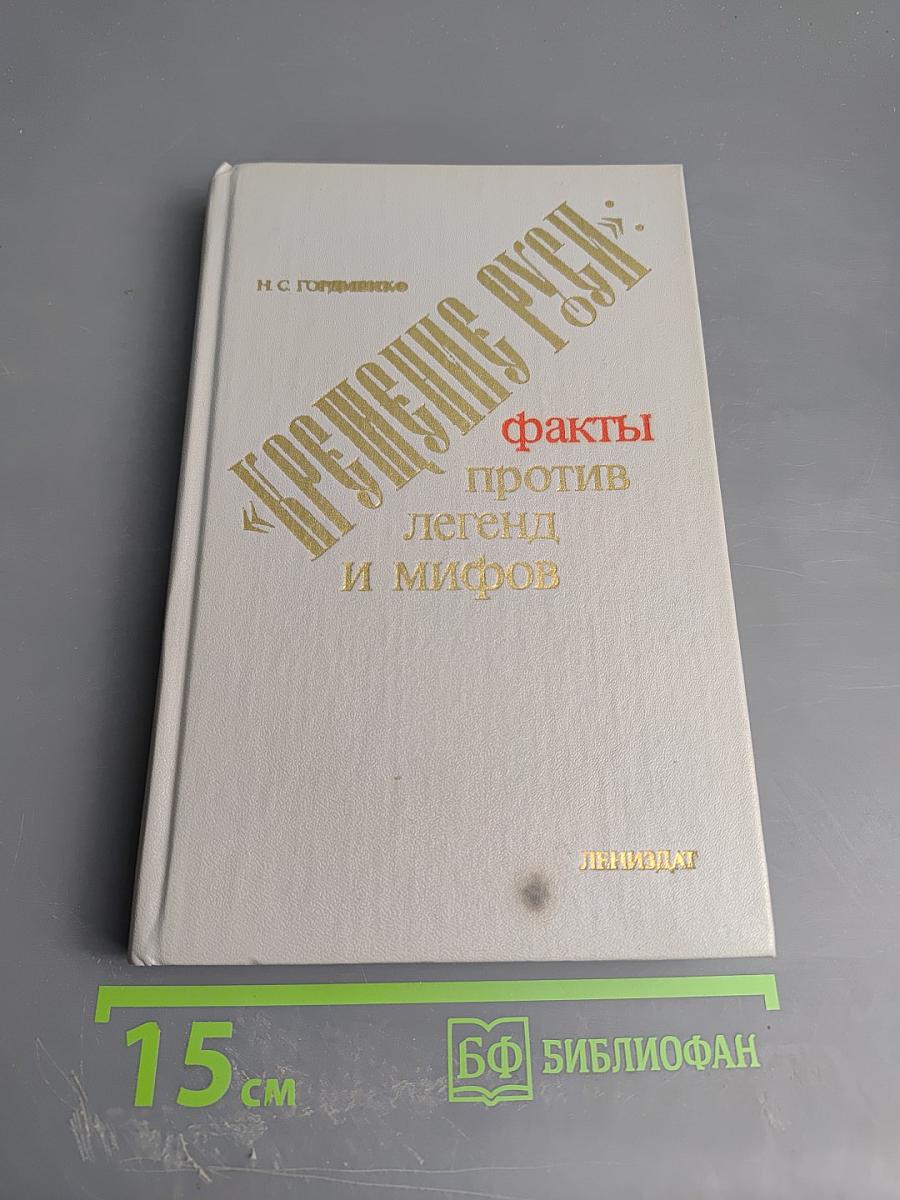 Н. С. ГОРДИЕНКО
«КРЕЩЕНИЕ РУСИ»:
факты
против
легенд
и мифов
ЛЕНИЗДАТ
15 см
БФ БИБЛИОФАН